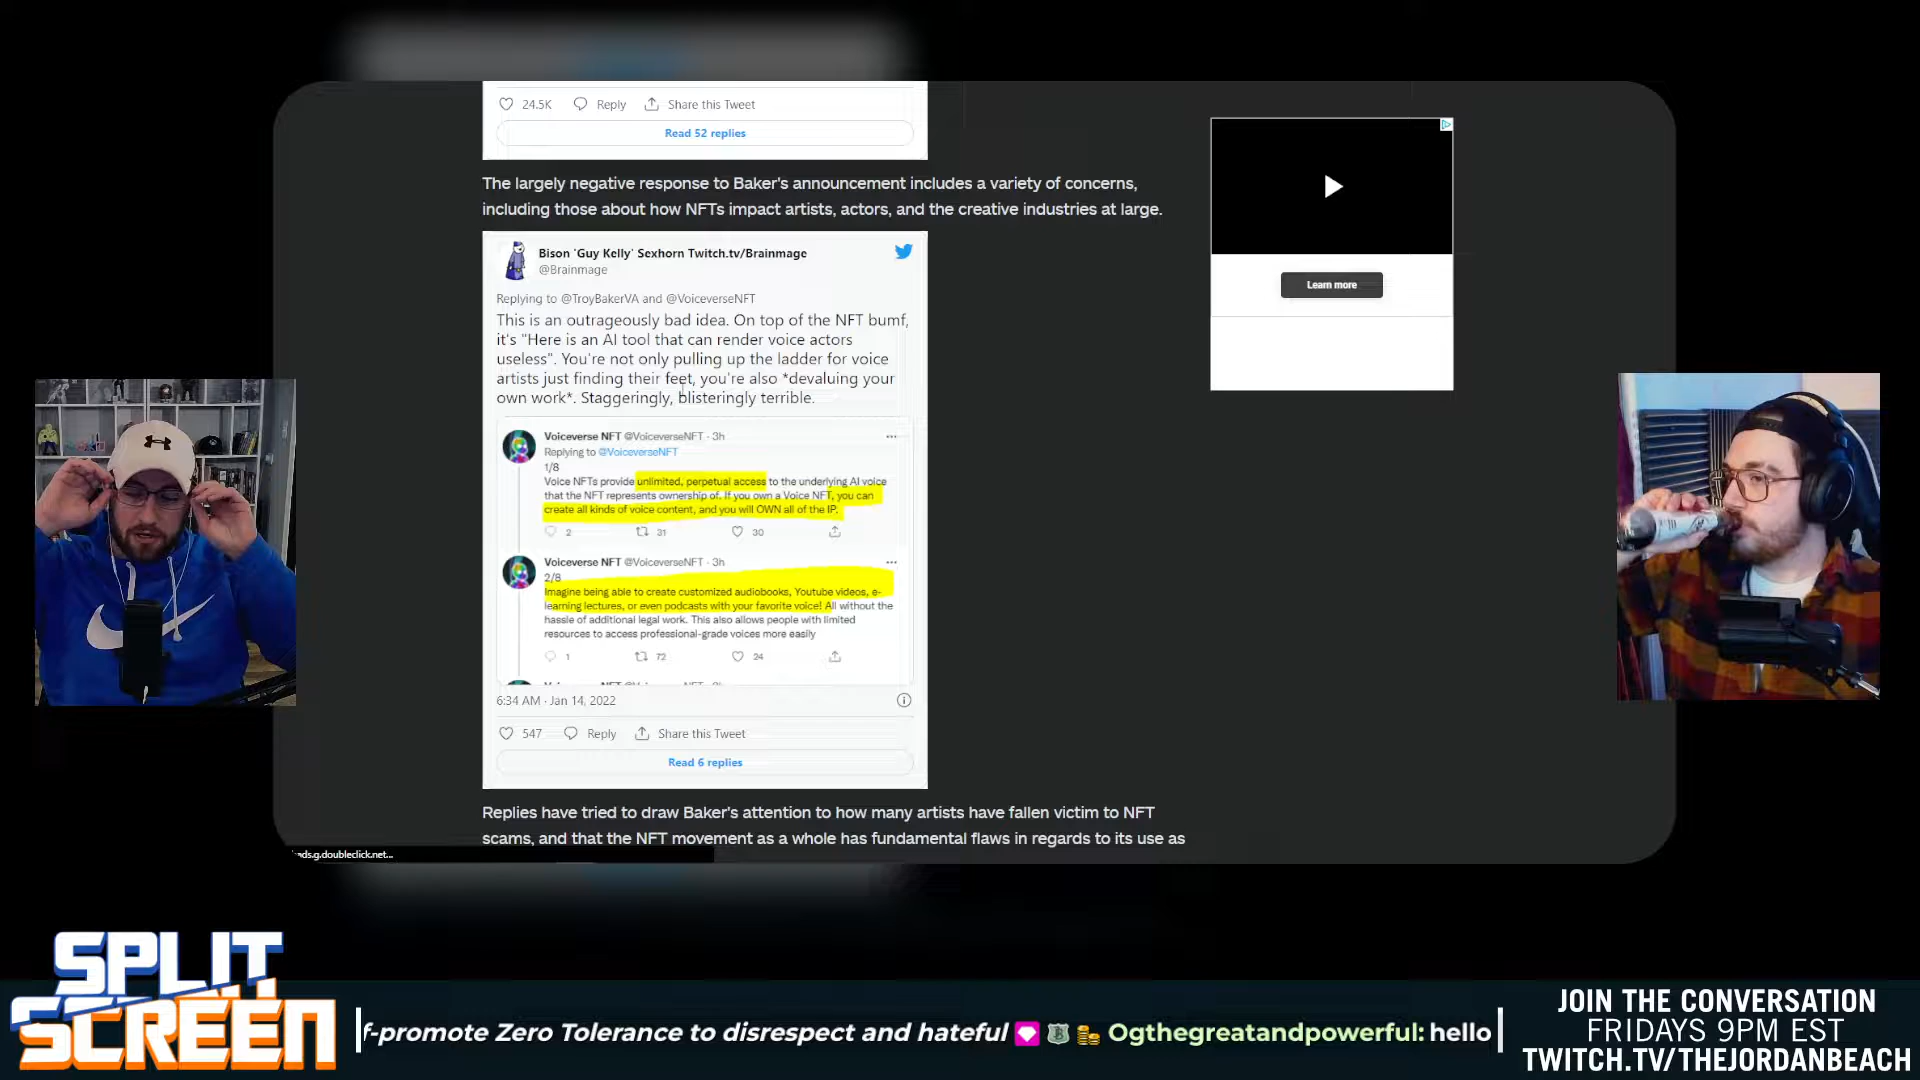 24.5K Reply Share this Tweet
Read 52 replies
The largely negative response to Baker's announcement includes a variety of concerns,
including those about how NFTs impact artists, actors, and the creative industries at large.
Bison 'Guy Kelly' Sexhorn Twitch.tv/Brainmage
@Brainmage
Replying to @TroyBakerVA and @VoiceverseNFT
This is an outrageously bad idea. On top of the NFT bumf,
it's "Here is an AI tool that can render voice actors
useless". You're not only pulling up the ladder for voice
artists just finding their feet, you're also *devaluing your
own work*. Staggeringly, blisteringly terrible.
Voiceverse NFT @VoiceverseNFT · 3h
Replying to @VoiceverseNFT
1/8
Voice NFTs provide unlimited, perpetual access to the underlying AI voice
that the NFT represents ownership of. If you own a Voice NFT, you can
create all kinds of voice content, and you will OWN all of the IP.
2 31 30
Voiceverse NFT @VoiceverseNFT · 3h
2/8
Imagine being able to create customized audiobooks, Youtube videos, e-
learning lectures, or even podcasts with your favorite voice! All without the
hassle of additional legal work. This also allows people with limited
resources to access professional-grade voices more easily
1 72 24
6:34 AM · Jan 14, 2022
547 Reply Share this Tweet
Read 6 replies
Replies have tried to draw Baker's attention to how many artists have fallen victim to NFT
scams, and that the NFT movement as a whole has fundamental flaws in regards to its use as
Learn more
ads.g.doubleclick.net...
SPLIT
SCREEN
f-promote Zero Tolerance to disrespect and hateful Ogthegreatandpowerful: hello
JOIN THE CONVERSATION
FRIDAYS 9PM EST
TWITCH.TV/THEJORDANBEACH